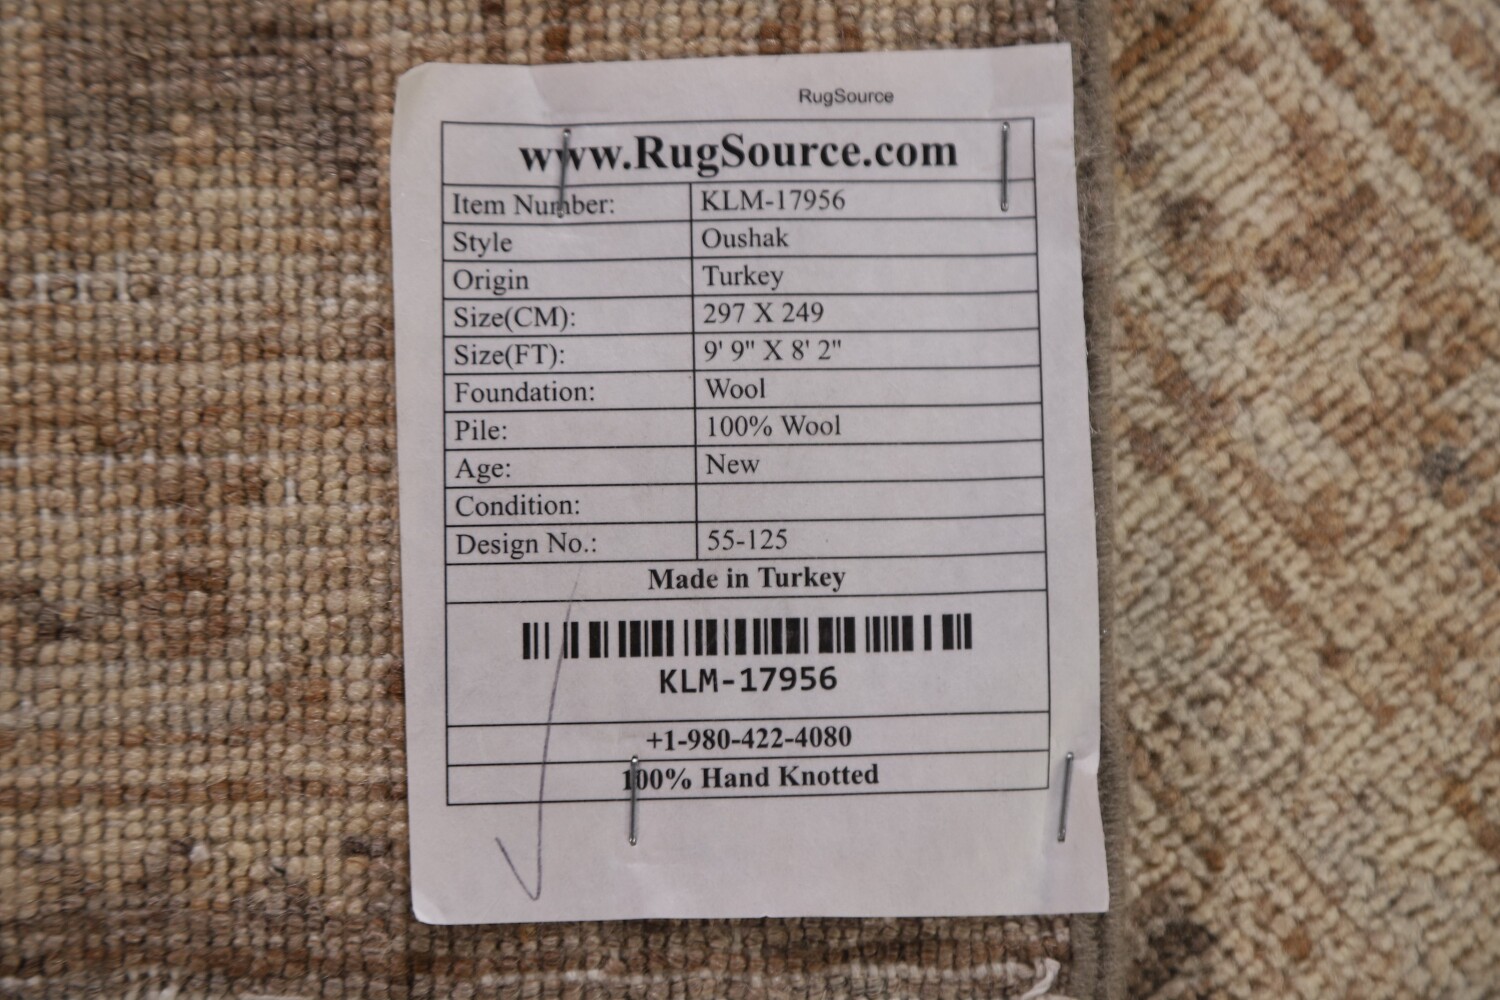 RugSource
www.RugSource.com
Item Number: KLM-17956
Style Oushak
Origin Turkey
Size(CM): 297 X 249
Size(FT): 9' 9" X 8' 2"
Foundation: Wool
Pile: 100% Wool
Age: New
Condition:
Design No.: 55-125
Made in Turkey
KLM-17956
+1-980-422-4080
100% Hand Knotted